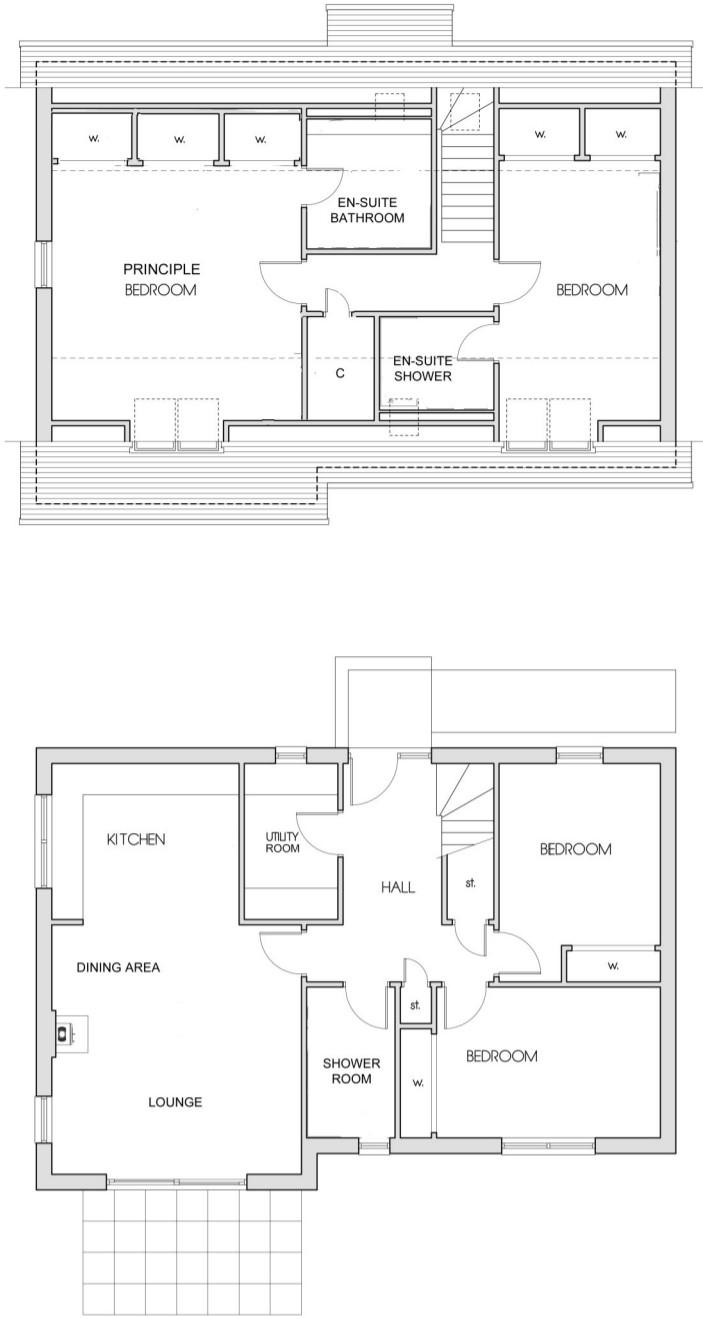 w.
w.
w.
w.
w.
EN-SUITE
BATHROOM
PRINCIPLE
BEDROOM
BEDROOM
C
EN-SUITE
SHOWER
KITCHEN
UTILITY
ROOM
BEDROOM
HALL
st.
DINING AREA
w.
st.
BEDROOM
SHOWER
ROOM
w.
LOUNGE